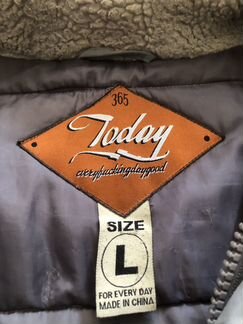 365
Today
everyfuckingdaygood
SIZE
L
FOR EVERY DAY
MADE IN CHINA